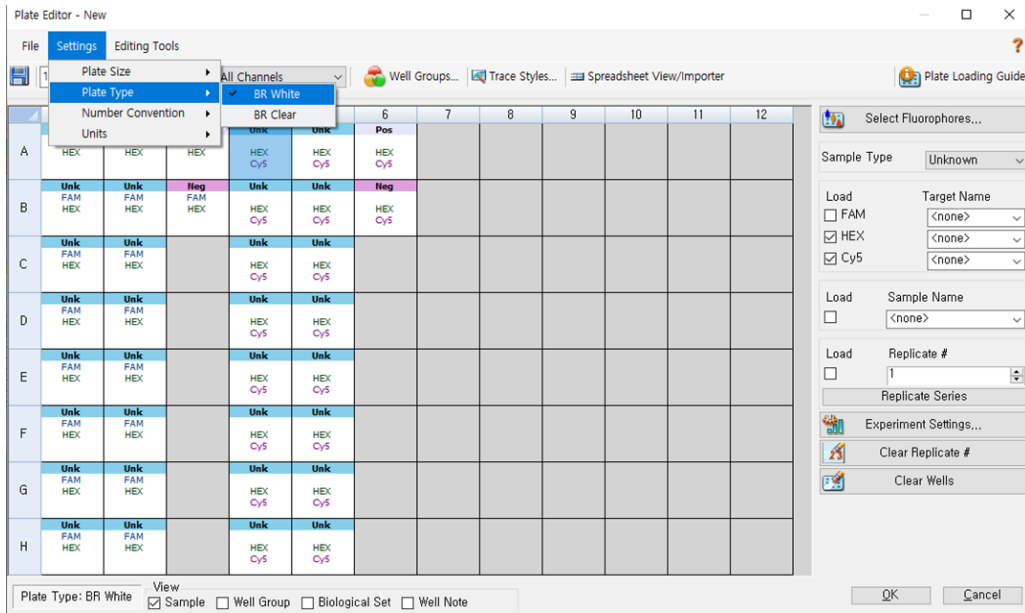 Plate Editor - New
File Settings Editing Tools
?
1 All Channels Well Groups... Trace Styles... Spreadsheet View/Importer Plate Loading Guide
Plate Size
Plate Type
Number Convention
Units
BR White
BR Clear
6 7 8 9 10 11 12
A
Unk Unk Pos
HEX HEX HEX HEX HEX HEX
Cy5 Cy5 Cy5
B
Unk Unk Neg Unk Unk Neg
FAM FAM FAM
HEX HEX HEX HEX HEX HEX
Cy5 Cy5 Cy5
C
Unk Unk Unk Unk
FAM FAM
HEX HEX HEX HEX
Cy5 Cy5
D
Unk Unk Unk Unk
FAM FAM
HEX HEX HEX HEX
Cy5 Cy5
E
Unk Unk Unk Unk
FAM FAM
HEX HEX HEX HEX
Cy5 Cy5
F
Unk Unk Unk Unk
FAM FAM
HEX HEX HEX HEX
Cy5 Cy5
G
Unk Unk Unk Unk
FAM FAM
HEX HEX HEX HEX
Cy5 Cy5
H
Unk Unk Unk Unk
FAM FAM
HEX HEX HEX HEX
Cy5 Cy5
Select Fluorophores...
Sample Type Unknown
Load Target Name
FAM <none>
HEX <none>
Cy5 <none>
Load Sample Name
<none>
Load Replicate #
1
Replicate Series
Experiment Settings...
Clear Replicate #
Clear Wells
Plate Type: BR White
View
Sample Well Group Biological Set Well Note
OK Cancel